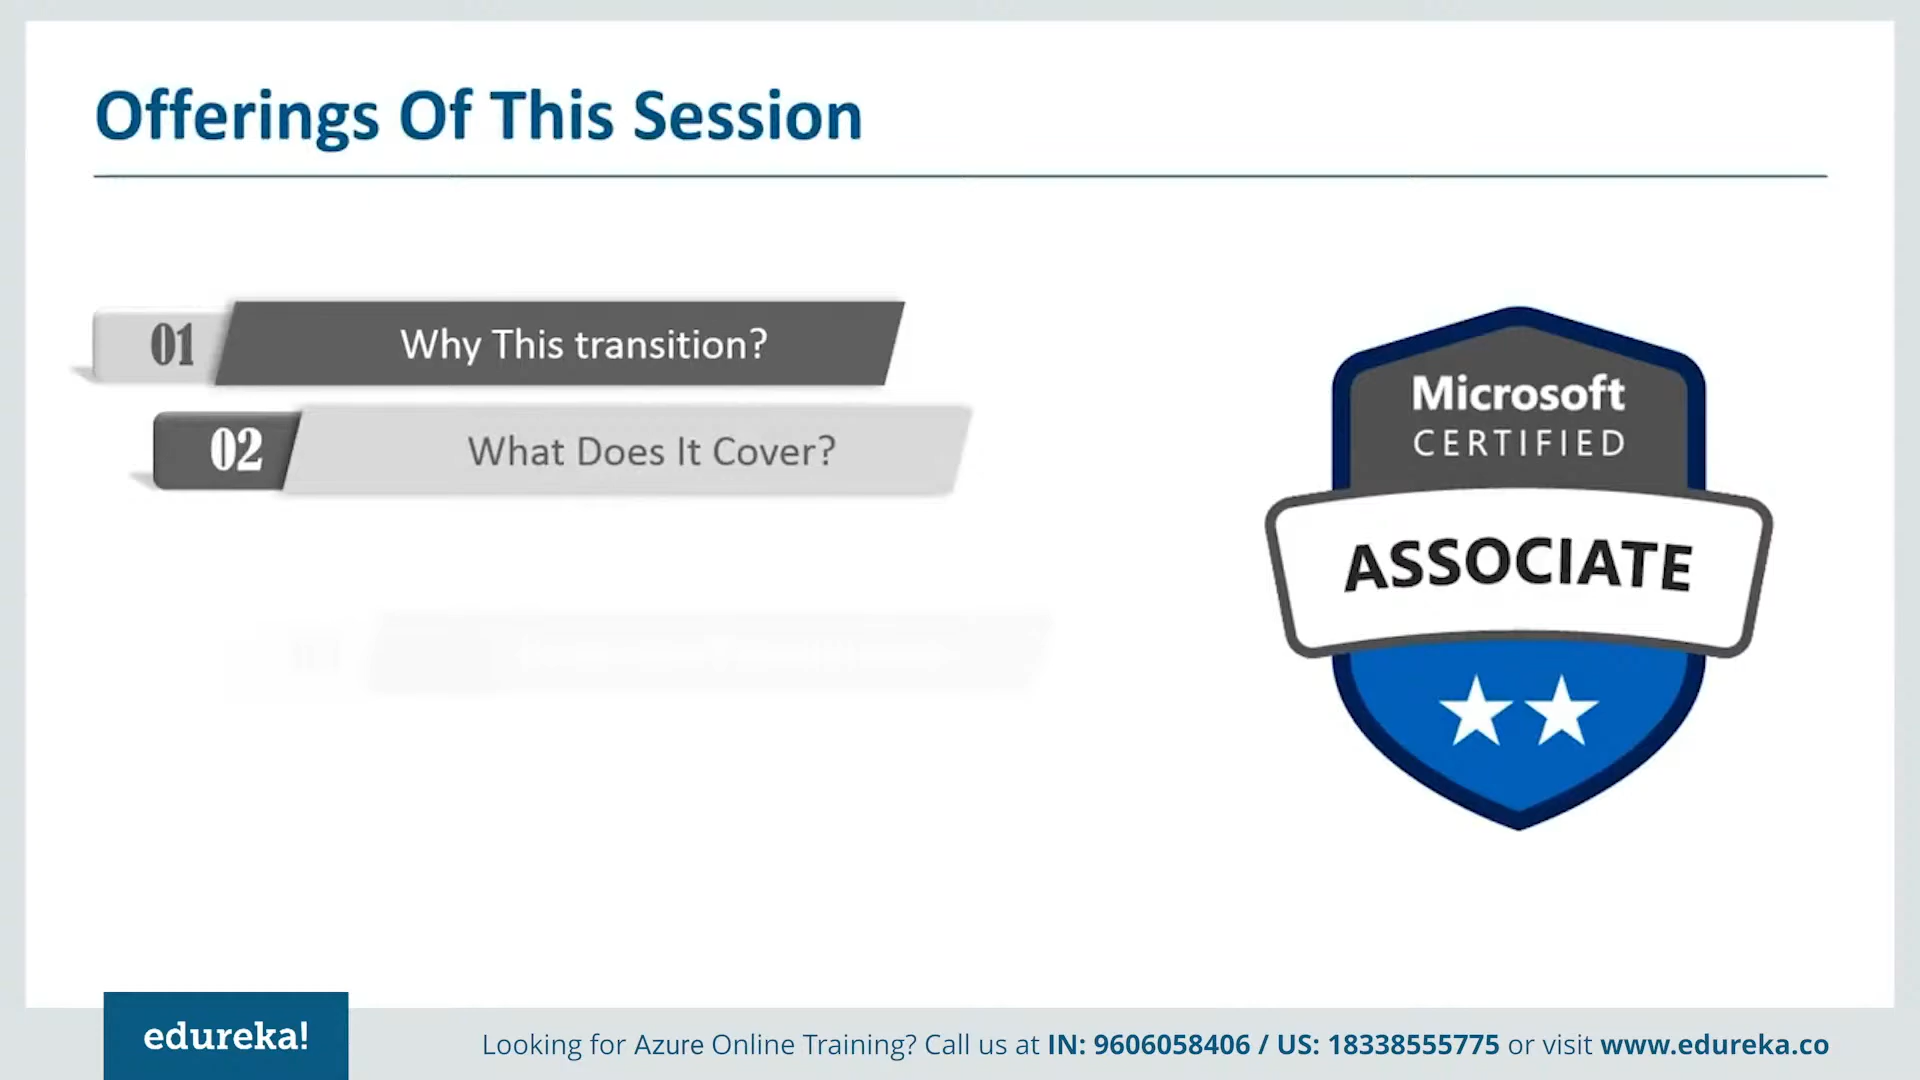 Offerings Of This Session
01 Why This transition?
02 What Does It Cover?
Microsoft
CERTIFIED
ASSOCIATE
edureka!
Looking for Azure Online Training? Call us at IN: 9606058406 / US: 18338555775 or visit www.edureka.co